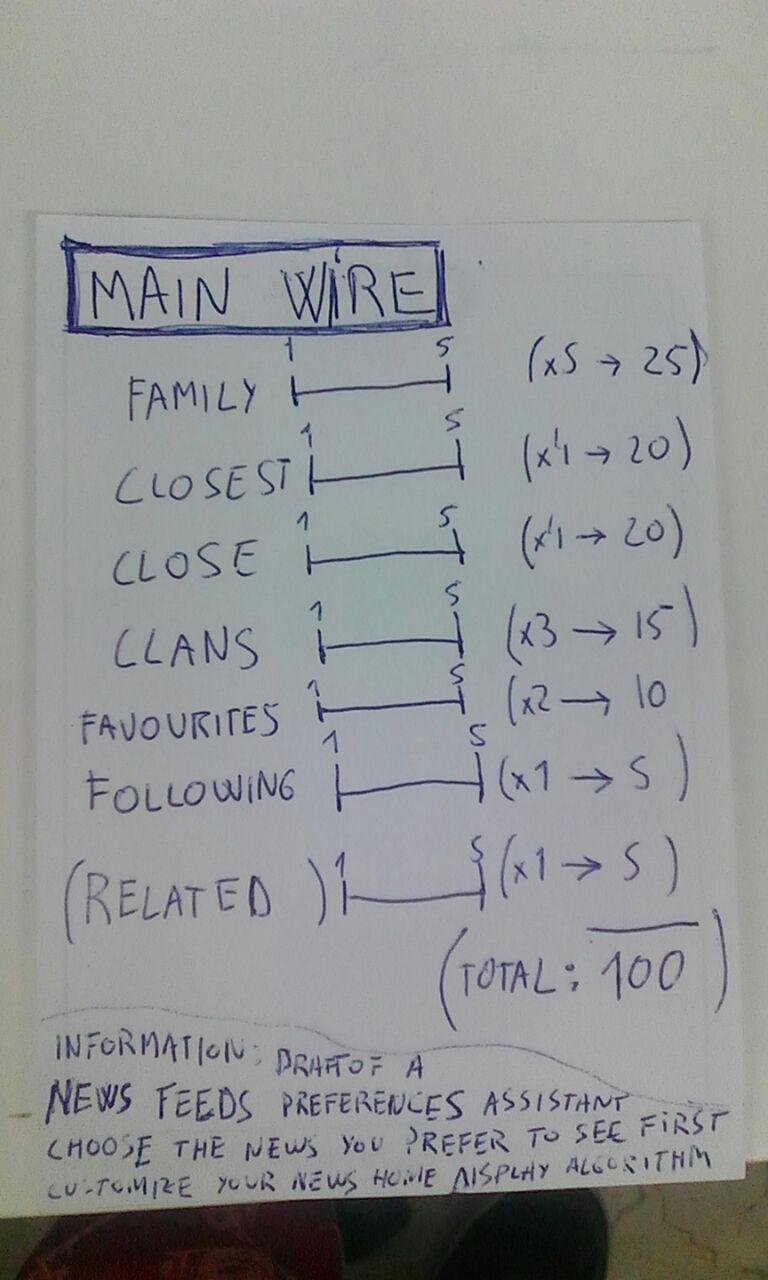 MAIN WIRE
1 5 (x5 → 25)
FAMILY
1 5
CLOSEST (x4 → 20)
1 5
CLOSE (x4 → 20)
1 5
CLANS (x3 → 15)
1 5
FAVOURITES (x2 → 10
1 5
FOLLOWING (x1 → 5)
1 5
(RELATED) (x1 → 5)
(TOTAL: 100)
INFORMATION: DRAFT OF A
NEWS FEEDS PREFERENCES ASSISTANT
CHOOSE THE NEWS YOU PREFER TO SEE FIRST
CUSTOMIZE YOUR NEWS HOME DISPLAY ALGORITHM